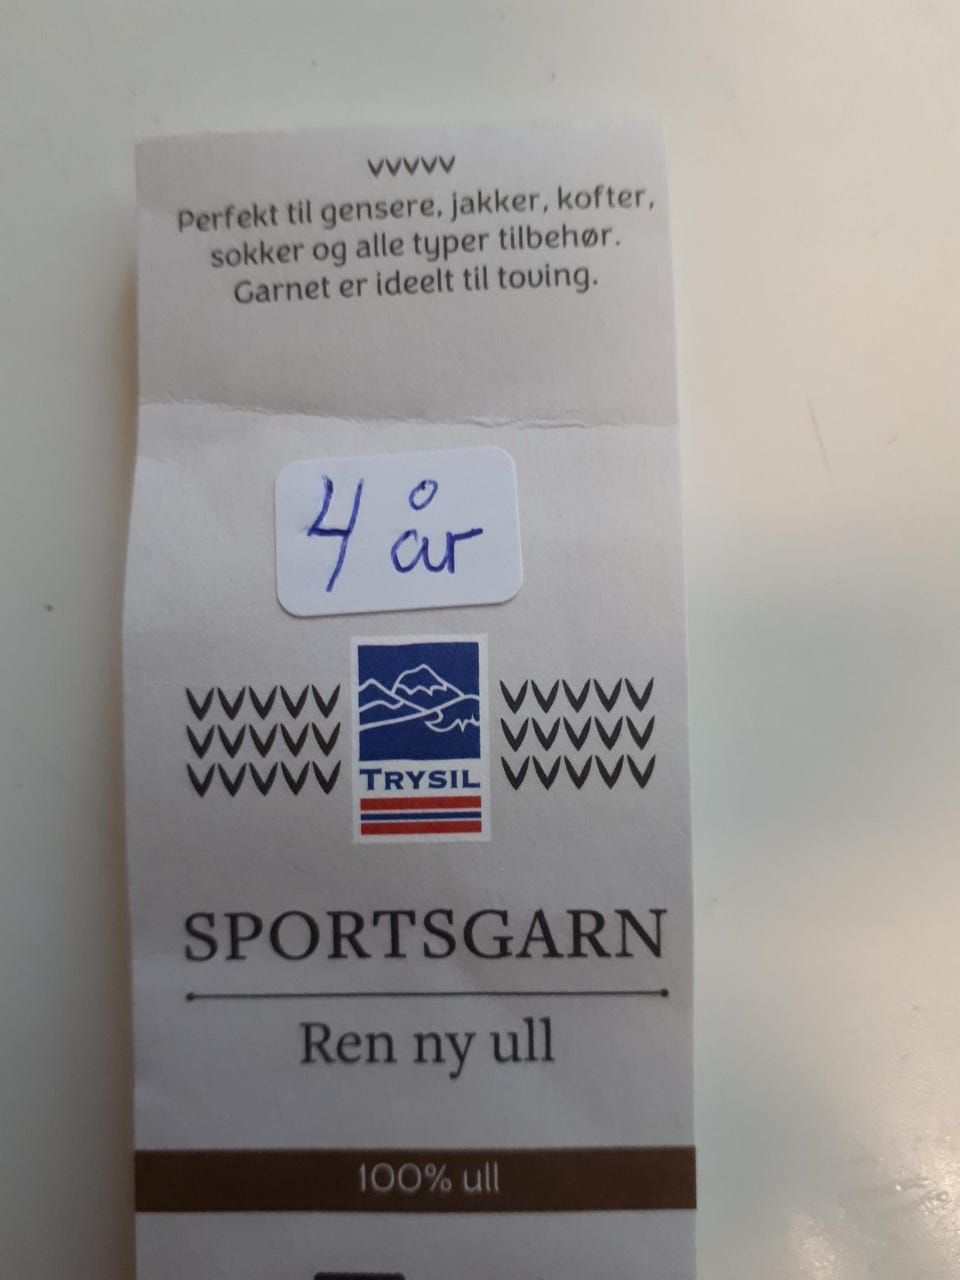 Perfekt til gensere, jakker, kofter,
sokker og alle typer tilbehør.
Garnet er ideelt til toving.
4 år
TRYSIL
SPORTSGARN
Ren ny ull
100% ull